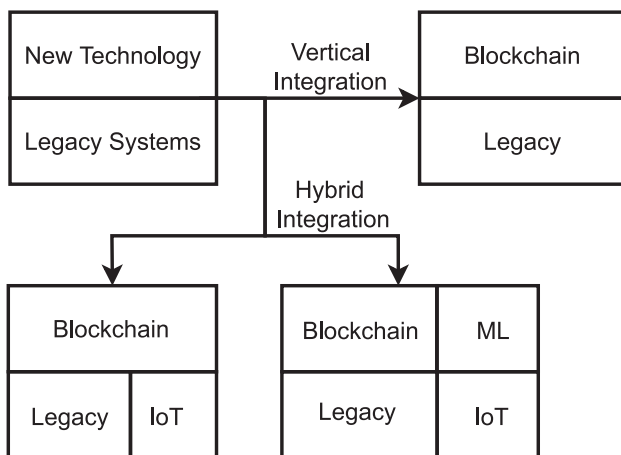 New Technology
Legacy Systems
Vertical
Integration
Blockchain
Legacy
Hybrid
Integration
Blockchain
Legacy
IoT
Blockchain
ML
Legacy
IoT